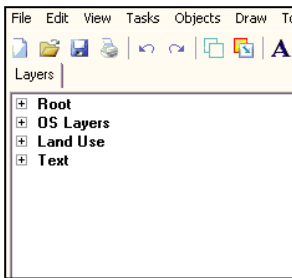 File Edit View Tasks Objects Draw
A
Layers
Root
OS Layers
Land Use
Text